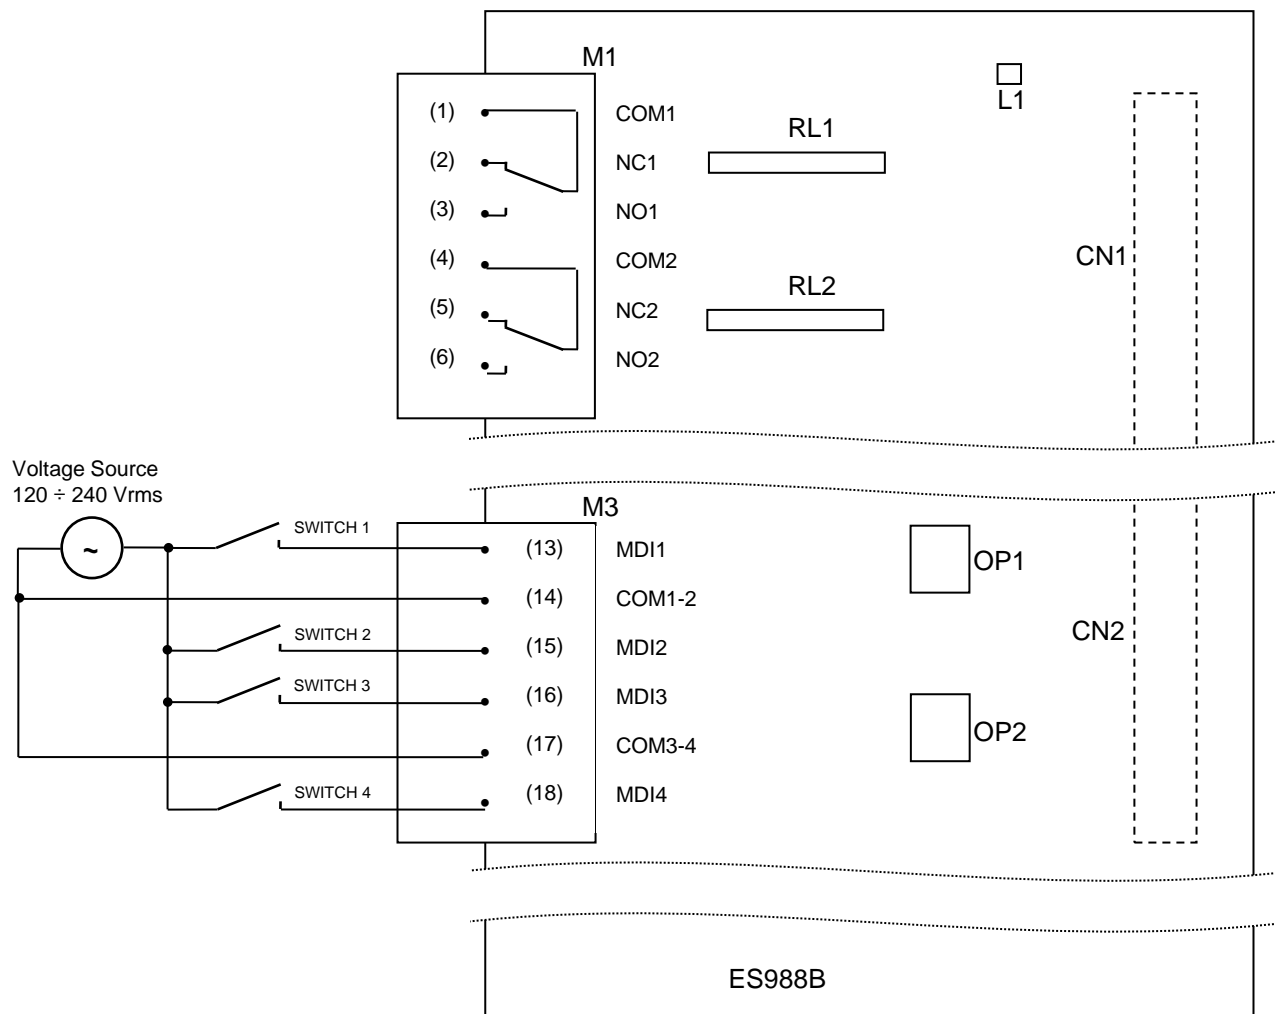 M1
L1
(1) COM1
RL1
(2) NC1
(3) NO1
(4) COM2
CN1
RL2
(5) NC2
(6) NO2
Voltage Source
120 ÷ 240 Vrms
M3
SWITCH 1 (13) MDI1
OP1
(14) COM1-2
CN2
SWITCH 2 (15) MDI2
SWITCH 3 (16) MDI3
OP2
(17) COM3-4
SWITCH 4 (18) MDI4
~
ES988B